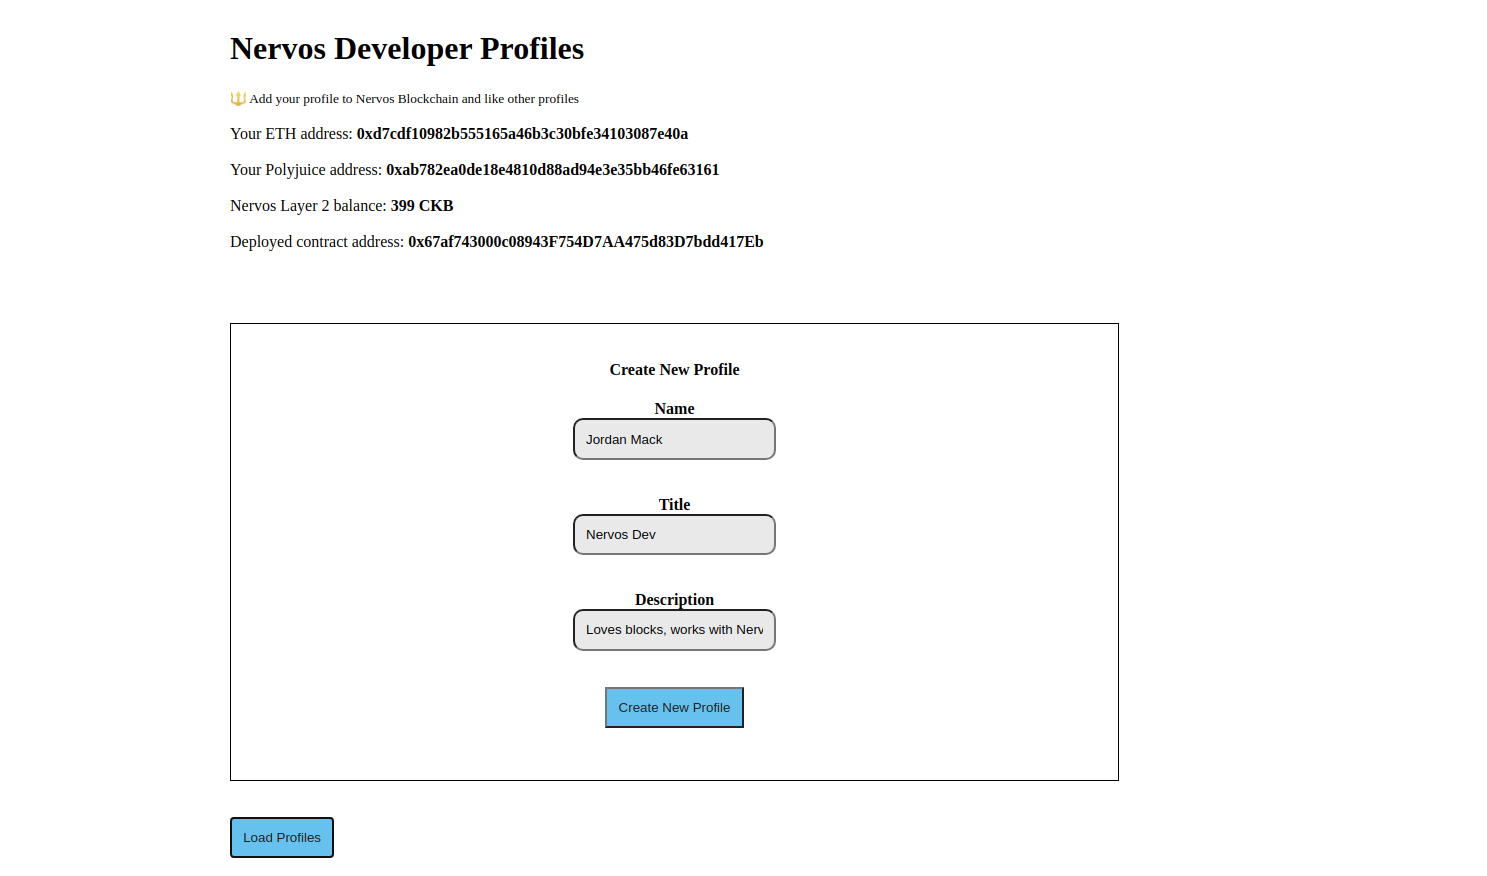 Nervos Developer Profiles
🔱 Add your profile to Nervos Blockchain and like other profiles
Your ETH address: 0xd7cdf10982b555165a46b3c30bfe34103087e40a
Your Polyjuice address: 0xab782ea0de18e4810d88ad94e3e35bb46fe63161
Nervos Layer 2 balance: 399 CKB
Deployed contract address: 0x67af743000c08943F754D7AA475d83D7bdd417Eb
Create New Profile
Name
Jordan Mack
Title
Nervos Dev
Description
Loves blocks, works with Nerv
Create New Profile
Load Profiles